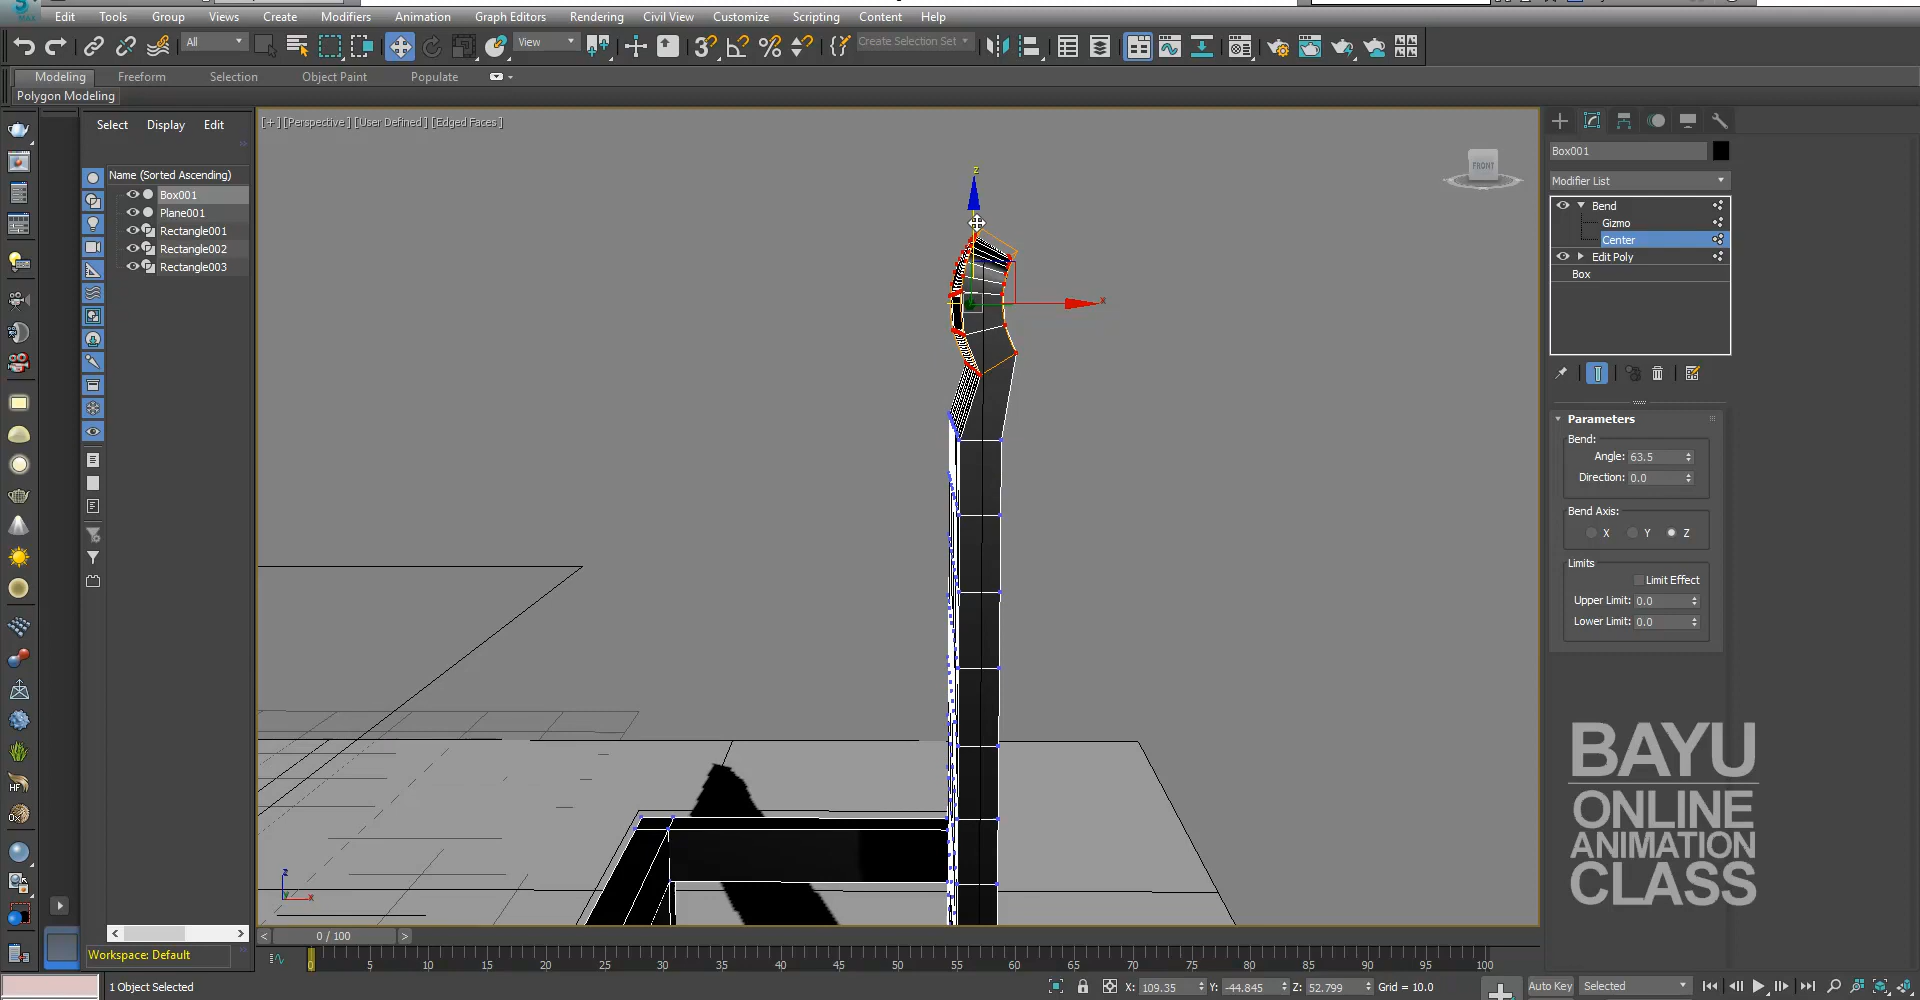 Edit Tools Group Views Create Modifiers Animation Graph Editors Rendering Civil View Customize Scripting Content Help
All View Create Selection Set
Modeling Freeform Selection Object Paint Populate
Polygon Modeling
Select Display Edit
Name (Sorted Ascending)
Box001
Plane001
Rectangle001
Rectangle002
Rectangle003
[+] [Perspective] [User Defined] [Edged Faces]
z
x
FRONT
z
x
Box001
Modifier List
Bend
Gizmo
Center
Edit Poly
Box
Parameters
Bend:
Angle: 63.5
Direction: 0.0
Bend Axis:
X Y Z
Limits
Limit Effect
Upper Limit: 0.0
Lower Limit: 0.0
BAYU
ONLINE
ANIMATION
CLASS
< 0 / 100 >
Workspace: Default
0 5 10 15 20 25 30 35 40 45 50 55 60 65 70 75 80 85 90 95 100
1 Object Selected X: 109.35 Y: -44.845 Z: 52.799 Grid = 10.0 Auto Key Selected